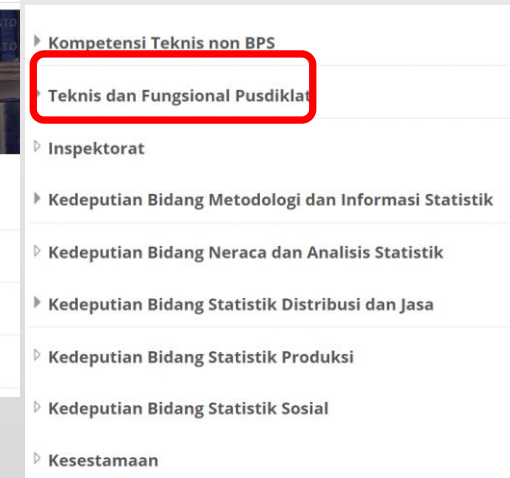 Kompetensi Teknis non BPS
Teknis dan Fungsional Pusdiklat
Inspektorat
Kedeputian Bidang Metodologi dan Informasi Statistik
Kedeputian Bidang Neraca dan Analisis Statistik
Kedeputian Bidang Statistik Distribusi dan Jasa
Kedeputian Bidang Statistik Produksi
Kedeputian Bidang Statistik Sosial
Kesestamaan